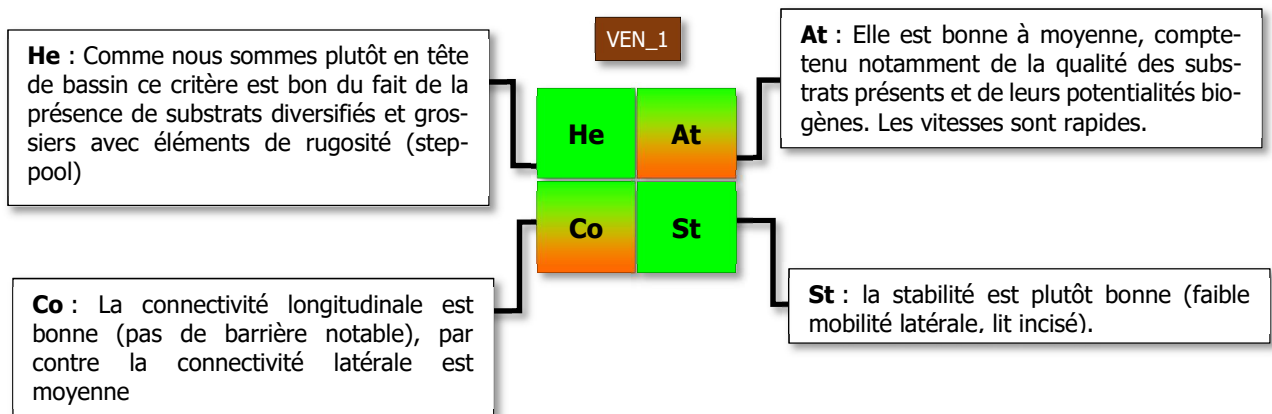 VEN_1
He : Comme nous sommes plutôt en tête
de bassin ce critère est bon du fait de la
présence de substrats diversifiés et gros-
siers avec éléments de rugosité (step-
pool)
At : Elle est bonne à moyenne, compte-
tenu notamment de la qualité des subs-
trats présents et de leurs potentialités bio-
gènes. Les vitesses sont rapides.
He
At
Co
St
Co : La connectivité longitudinale est
bonne (pas de barrière notable), par
contre la connectivité latérale est
moyenne
St : la stabilité est plutôt bonne (faible
mobilité latérale, lit incisé).